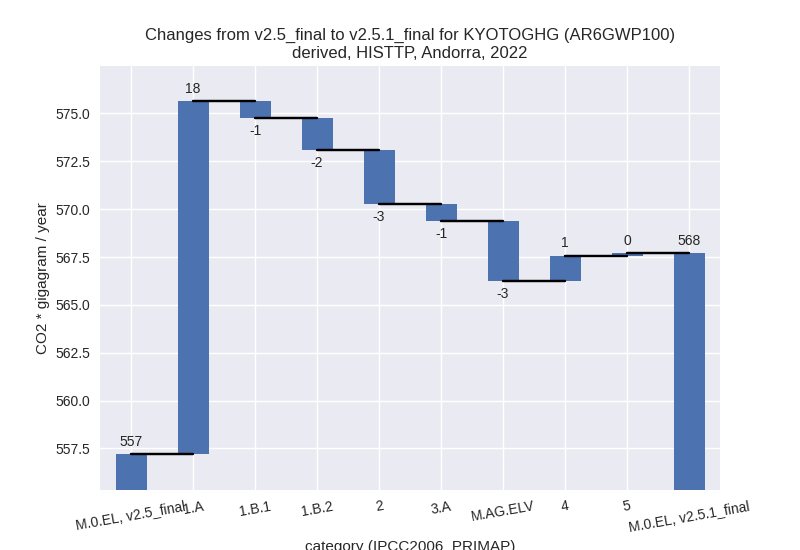 Changes from v2.5_final to v2.5.1_final for KYOTOGHG (AR6GWP100)
derived, HISTTP, Andorra, 2022
CO2 * gigagram / year
575.0
572.5
570.0
567.5
565.0
562.5
560.0
557.5
557
18
-1
-2
-3
-1
-3
1
0
568
M.0.EL, v2.5_final
1.A
1.B.1
1.B.2
2
3.A
M.AG.ELV
4
5
M.0.EL, v2.5.1_final
category (IPCC2006_PRIMAP)